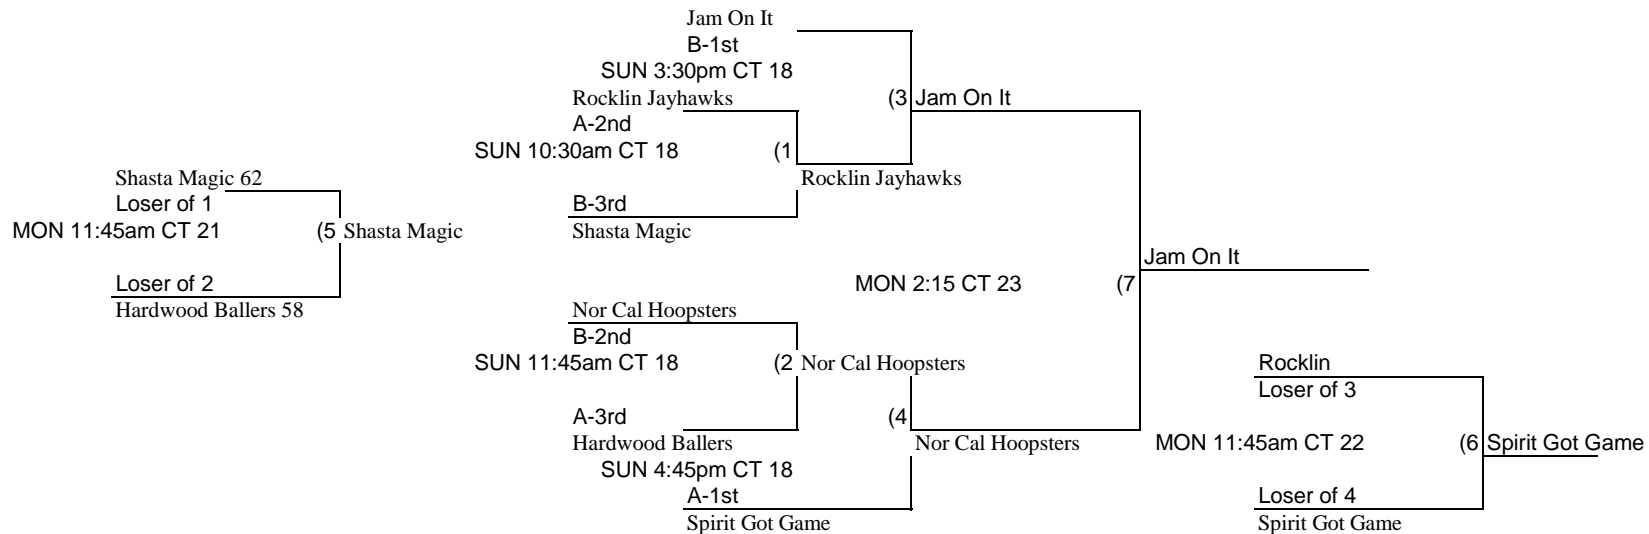 Jam On It
B-1st
SUN 3:30pm CT 18
Rocklin Jayhawks
(3 Jam On It
A-2nd
SUN 10:30am CT 18
(1
Shasta Magic 62
Rocklin Jayhawks
Loser of 1
B-3rd
MON 11:45am CT 21
(5 Shasta Magic
Shasta Magic
Jam On It
Loser of 2
MON 2:15 CT 23
(7
Hardwood Ballers 58
Nor Cal Hoopsters
B-2nd
SUN 11:45am CT 18
(2 Nor Cal Hoopsters
Rocklin
Loser of 3
A-3rd
(4
Hardwood Ballers
Nor Cal Hoopsters
MON 11:45am CT 22
(6 Spirit Got Game
SUN 4:45pm CT 18
A-1st
Loser of 4
Spirit Got Game
Spirit Got Game